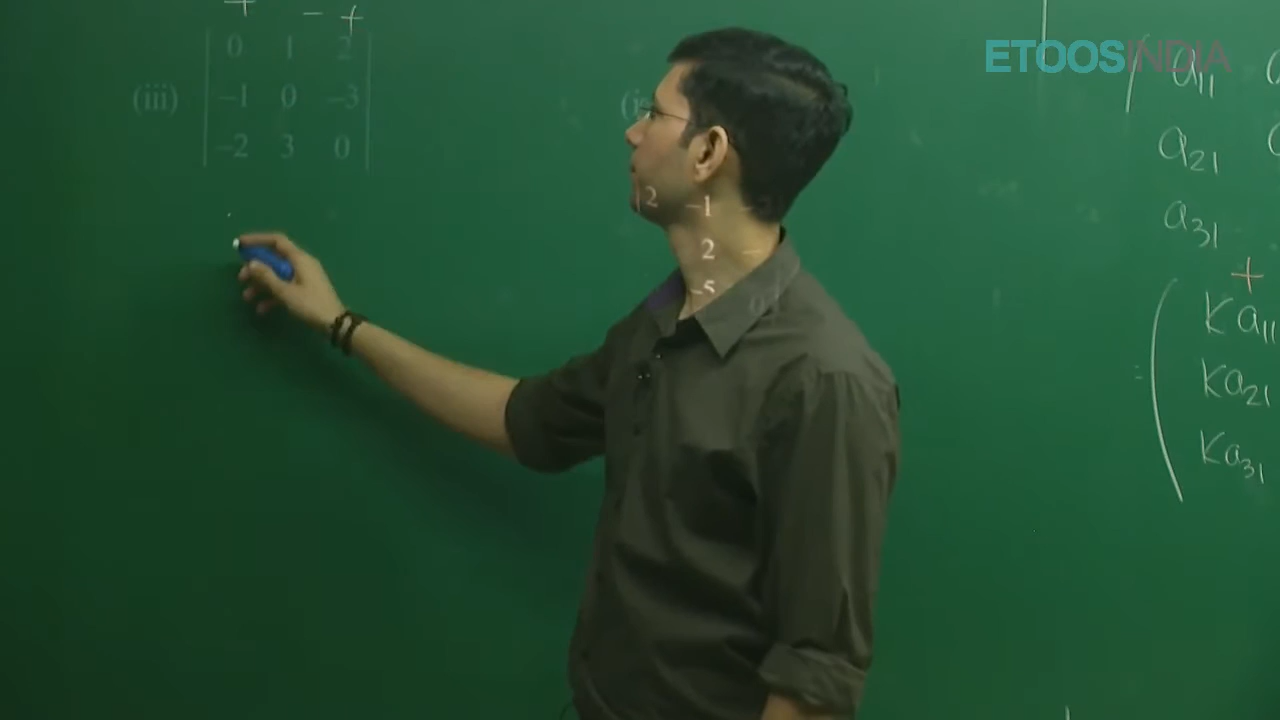 ETOOSINDIA
+ − +
0 1 2
(iii) –1 0 –3
–2 3 0
2 –1
2
-5 0
a₁₁
a₂₁
a₃₁
+
Ka₁₁
= Ka₂₁
Ka₃₁